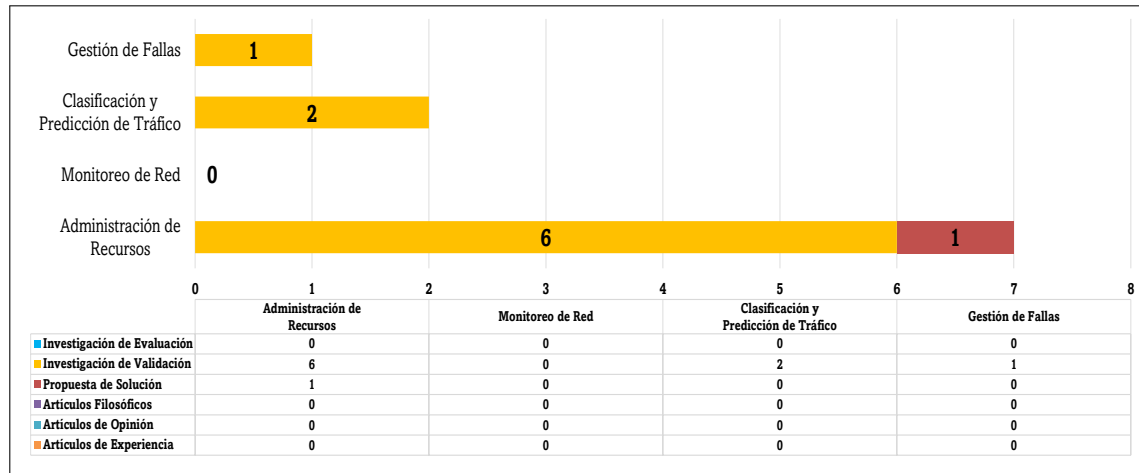 Gestión de Fallas
1
Clasificación y
Predicción de Tráfico
2
Monitoreo de Red
0
Administración de
Recursos
6 1
0 1 2 3 4 5 6 7 8
Administración de
Recursos
Monitoreo de Red
Clasificación y
Predicción de Tráfico
Gestión de Fallas
Investigación de Evaluación 0 0 0 0
Investigación de Validación 6 0 2 1
Propuesta de Solución 1 0 0 0
Artículos Filosóficos 0 0 0 0
Artículos de Opinión 0 0 0 0
Artículos de Experiencia 0 0 0 0